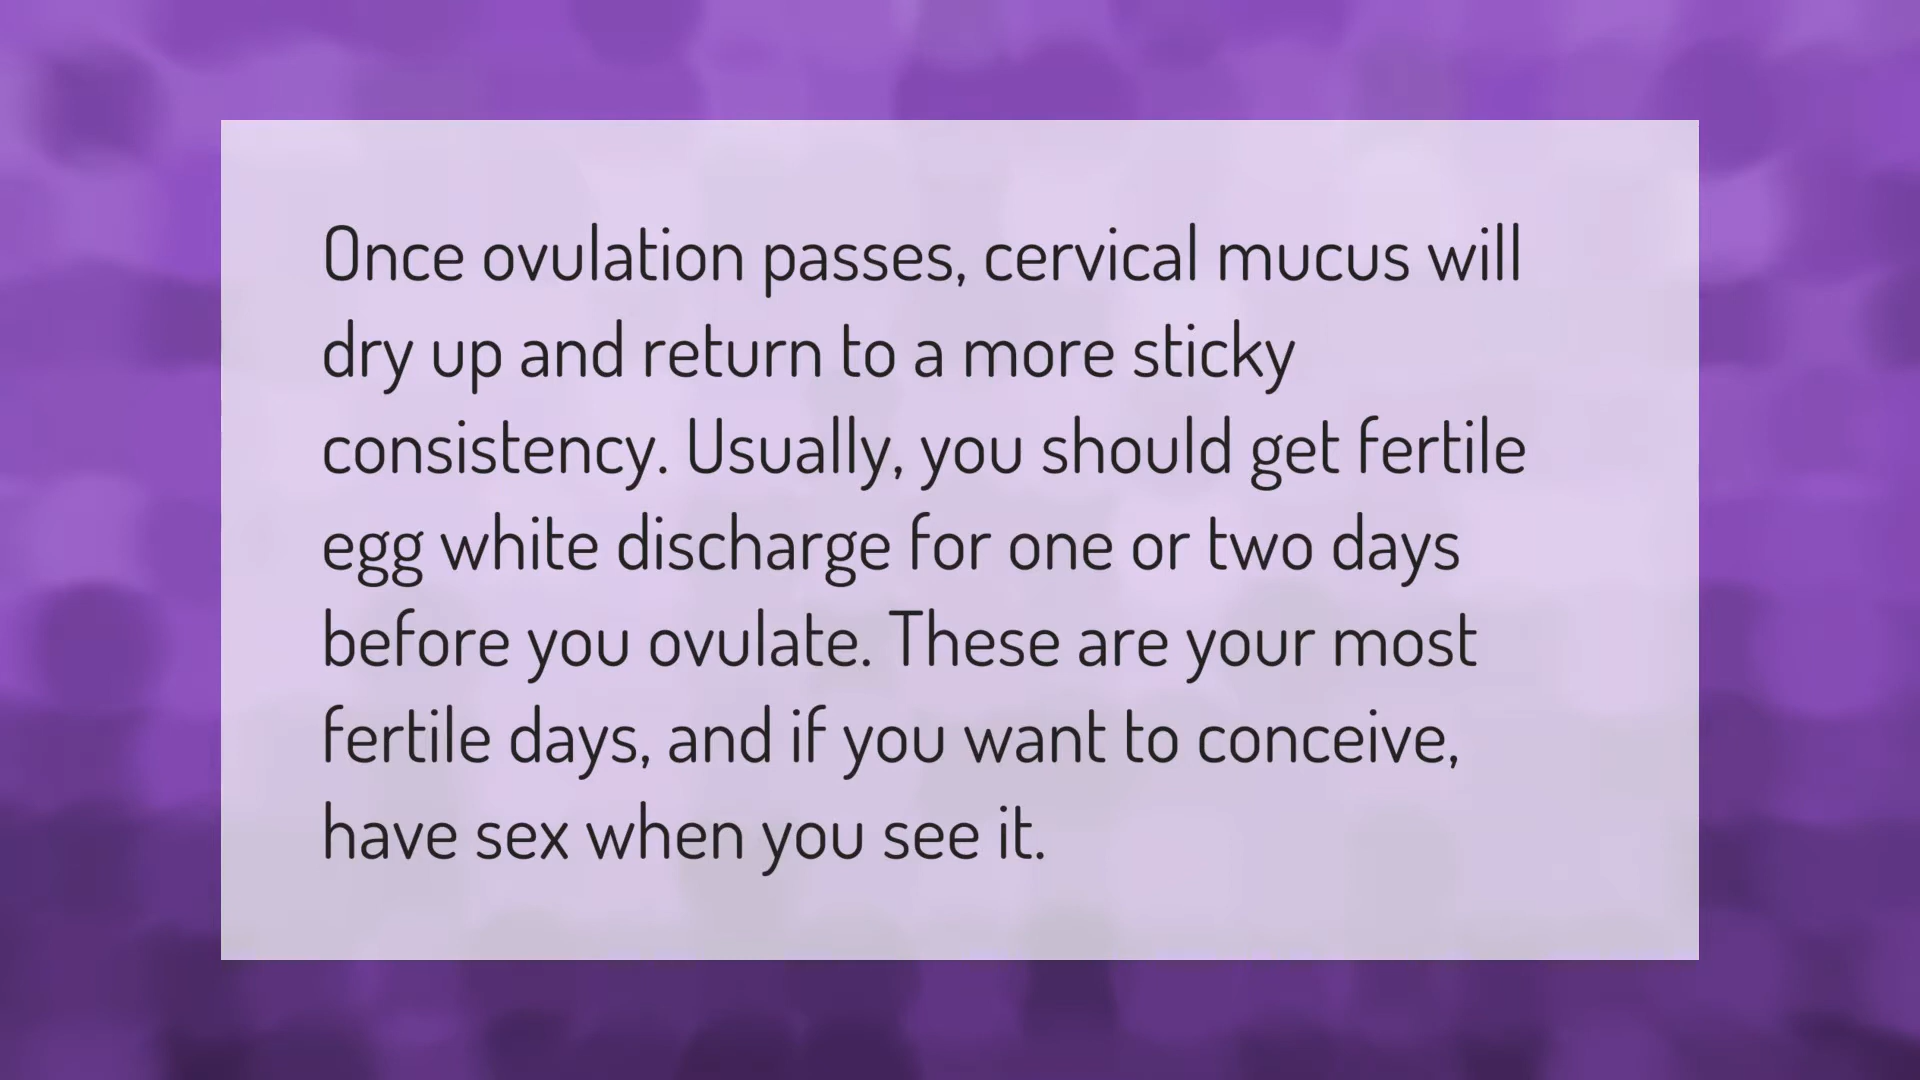 Once ovulation passes, cervical mucus will
dry up and return to a more sticky
consistency. Usually, you should get fertile
egg white discharge for one or two days
before you ovulate. These are your most
fertile days, and if you want to conceive,
have sex when you see it.